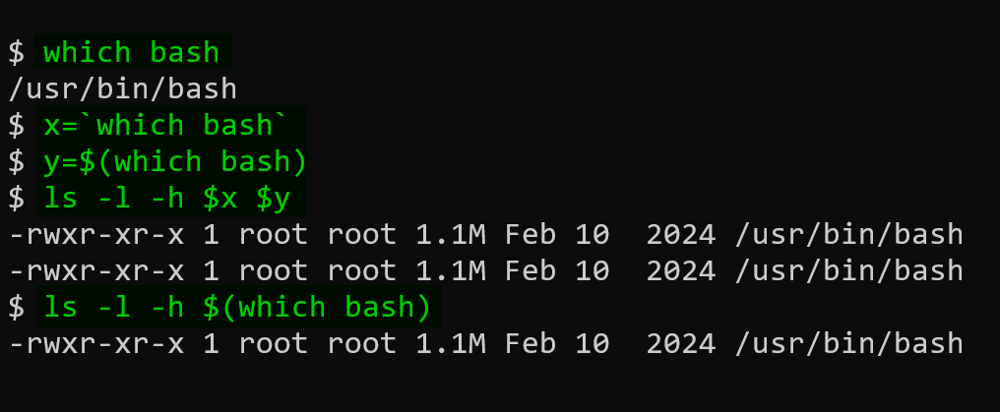 $ which bash
/usr/bin/bash
$ x=`which bash`
$ y=$(which bash)
$ ls -l -h $x $y
-rwxr-xr-x 1 root root 1.1M Feb 10  2024 /usr/bin/bash
-rwxr-xr-x 1 root root 1.1M Feb 10  2024 /usr/bin/bash
$ ls -l -h $(which bash)
-rwxr-xr-x 1 root root 1.1M Feb 10  2024 /usr/bin/bash